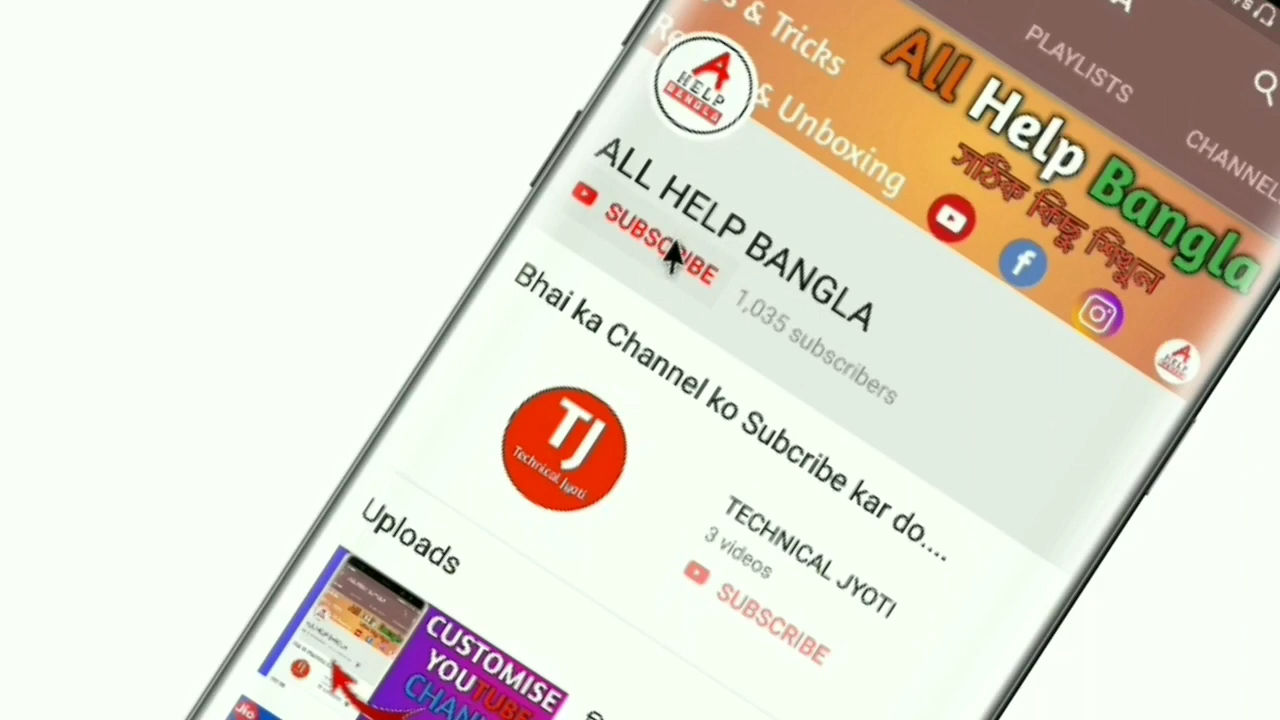 & Tricks
& Unboxing
All Help Bangla
সঠিক কিছু শিখুন
PLAYLISTS
CHANNEL
A
HELP
BANGLA
ALL HELP BANGLA
SUBSCRIBE
1,035 subscribers
Bhai ka Channel ko Subcribe kar do....
TJ
Technical Jyoti
TECHNICAL JYOTI
3 videos
SUBSCRIBE
Uploads
CUSTOMISE
YOUTUBE
Jio